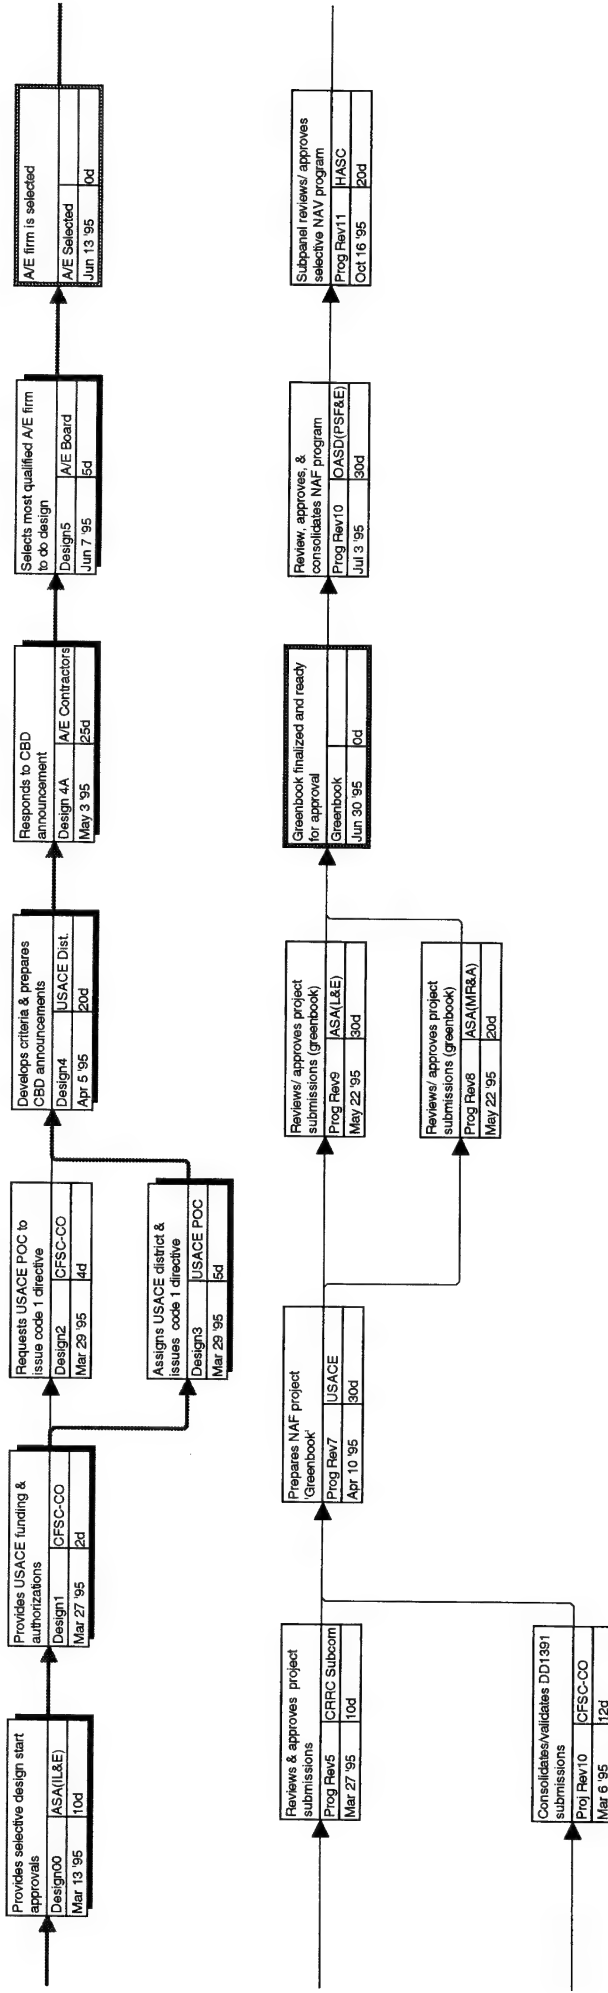 Provides selective design start
approvals
Design00 ASA(IL&E)
Mar 13 '95 10d
Provides USACE funding &
authorizations
Design1 CFSC-CO
Mar 27 '95 2d
Requests USACE POC to
issue code 1 directive
Design2 CFSC-CO
Mar 29 '95 4d
Assigns USACE district &
issues code 1 directive
Design3 USACE POC
Mar 29 '95 5d
Develops criteria & prepares
CBD announcements
Design4 USACE Dist.
Apr 5 '95 20d
Responds to CBD
announcement
Design 4A A/E Contractors
May 3 '95 25d
Selects most qualified A/E firm
to do design
Design5 A/E Board
Jun 7 '95 5d
A/E firm is selected
A/E Selected
Jun 13 '95 0d
Reviews & approves project
submissions
Prog Rev5 CRRC Subcom
Mar 27 '95 10d
Consolidates/validates DD1391
submissions
Proj Rev10 CFSC-CO
Mar 6 '95 12d
Prepares NAF project
'Greenbook'
Prog Rev7 USACE
Apr 10 '95 30d
Reviews/ approves project
submissions (greenbook)
Prog Rev9 ASA(L&E)
May 22 '95 30d
Reviews/ approves project
submissions (greenbook)
Prog Rev8 ASA(MR&A)
May 22 '95 20d
Greenbook finalized and ready
for approval
Greenbook
Jun 30 '95 0d
Review, approves, &
consolidates NAF program
Prog Rev10 OASD(PSF&E)
Jul 3 '95 30d
Subpanel reviews/ approves
selective NAV program
Prog Rev11 HASC
Oct 16 '95 20d